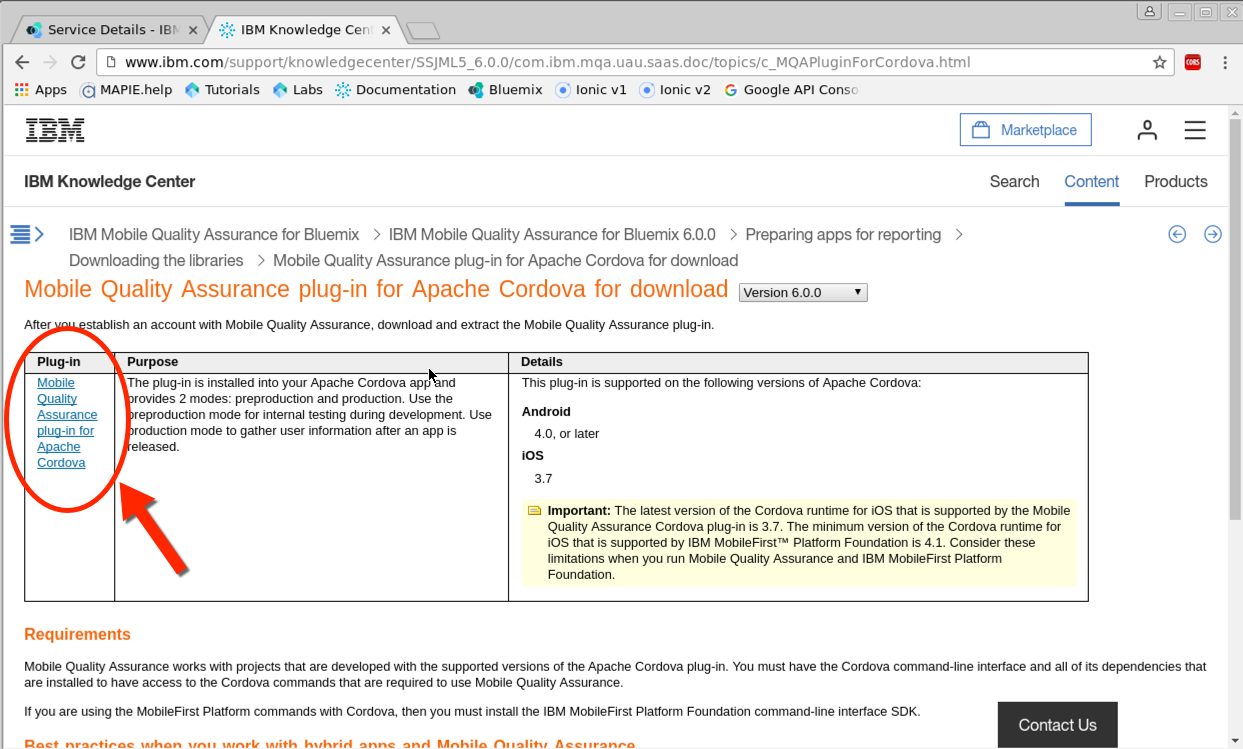 Service Details - IBM
IBM Knowledge Cen
www.ibm.com/support/knowledgecenter/SSJML5_6.0.0/com.ibm.mqa.uau.saas.doc/topics/c_MQAPluginForCordova.html
CORS
Apps MAPIE.help Tutorials Labs Documentation Bluemix Ionic v1 Ionic v2 Google API Conso
IBM
Marketplace
IBM Knowledge Center
Search Content Products
IBM Mobile Quality Assurance for Bluemix > IBM Mobile Quality Assurance for Bluemix 6.0.0 > Preparing apps for reporting >
Downloading the libraries > Mobile Quality Assurance plug-in for Apache Cordova for download
Mobile Quality Assurance plug-in for Apache Cordova for download
Version 6.0.0
After you establish an account with Mobile Quality Assurance, download and extract the Mobile Quality Assurance plug-in.
Plug-in Purpose Details
Mobile
Quality
Assurance
plug-in for
Apache
Cordova
The plug-in is installed into your Apache Cordova app and
provides 2 modes: preproduction and production. Use the
preproduction mode for internal testing during development. Use
production mode to gather user information after an app is
released.
This plug-in is supported on the following versions of Apache Cordova:
Android
4.0, or later
iOS
3.7
Important: The latest version of the Cordova runtime for iOS that is supported by the Mobile
Quality Assurance Cordova plug-in is 3.7. The minimum version of the Cordova runtime for
iOS that is supported by IBM MobileFirst™ Platform Foundation is 4.1. Consider these
limitations when you run Mobile Quality Assurance and IBM MobileFirst Platform
Foundation.
Requirements
Mobile Quality Assurance works with projects that are developed with the supported versions of the Apache Cordova plug-in. You must have the Cordova command-line interface and all of its dependencies that
are installed to have access to the Cordova commands that are required to use Mobile Quality Assurance.
If you are using the MobileFirst Platform commands with Cordova, then you must install the IBM MobileFirst Platform Foundation command-line interface SDK.
Contact Us
Best practices when you work with hybrid apps and Mobile Quality Assurance